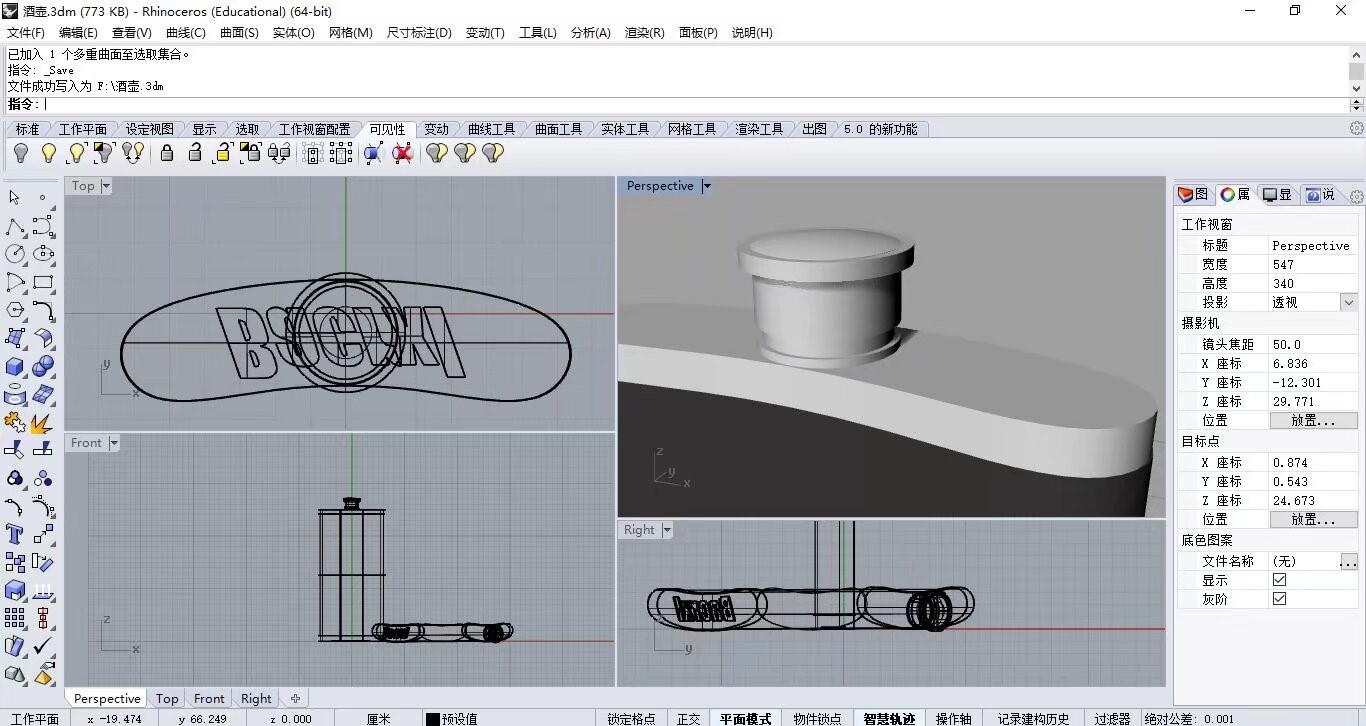 酒壶.3dm (773 KB) - Rhinoceros (Educational) (64-bit)
文件(F) 编辑(E) 查看(V) 曲线(C) 曲面(S) 实体(O) 网格(M) 尺寸标注(D) 变动(T) 工具(L) 分析(A) 渲染(R) 面板(P) 说明(H)
已加入 1 个多重曲面至选取集合。
指令: _Save
文件成功写入为 F:\酒壶.3dm
指令:
标准 工作平面 设定视图 显示 选取 工作视窗配置 可见性 变动 曲线工具 曲面工具 实体工具 网格工具 渲染工具 出图 5.0 的新功能
Top
Perspective
图 属 显 说
工作视窗
标题 Perspective
宽度 547
高度 340
投影 透视
摄影机
镜头焦距 50.0
X 座标 6.836
Y 座标 -12.301
Z 座标 29.771
位置 放置...
目标点
X 座标 0.874
Y 座标 0.543
Z 座标 24.673
位置 放置...
底色图案
文件名称 (无) ...
显示
灰阶
y
x
z
y
x
Front
z
x
Right
y
Perspective Top Front Right
工作平面 x -19.474 y 66.249 z 0.000 厘米 预设值 锁定格点 正交 平面模式 物件锁点 智慧轨迹 操作轴 记录建构历史 过滤器 绝对公差: 0.001